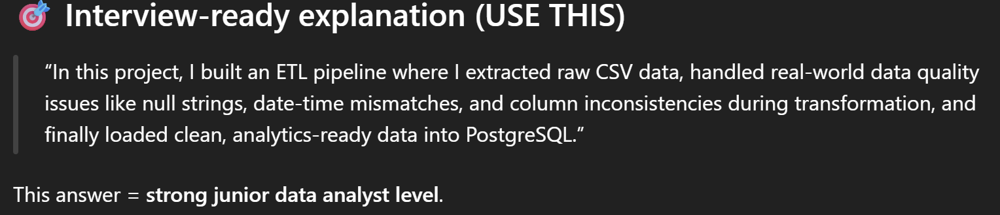 🎯 Interview-ready explanation (USE THIS)
“In this project, I built an ETL pipeline where I extracted raw CSV data, handled real-world data quality
issues like null strings, date-time mismatches, and column inconsistencies during transformation, and
finally loaded clean, analytics-ready data into PostgreSQL.”
This answer = strong junior data analyst level.